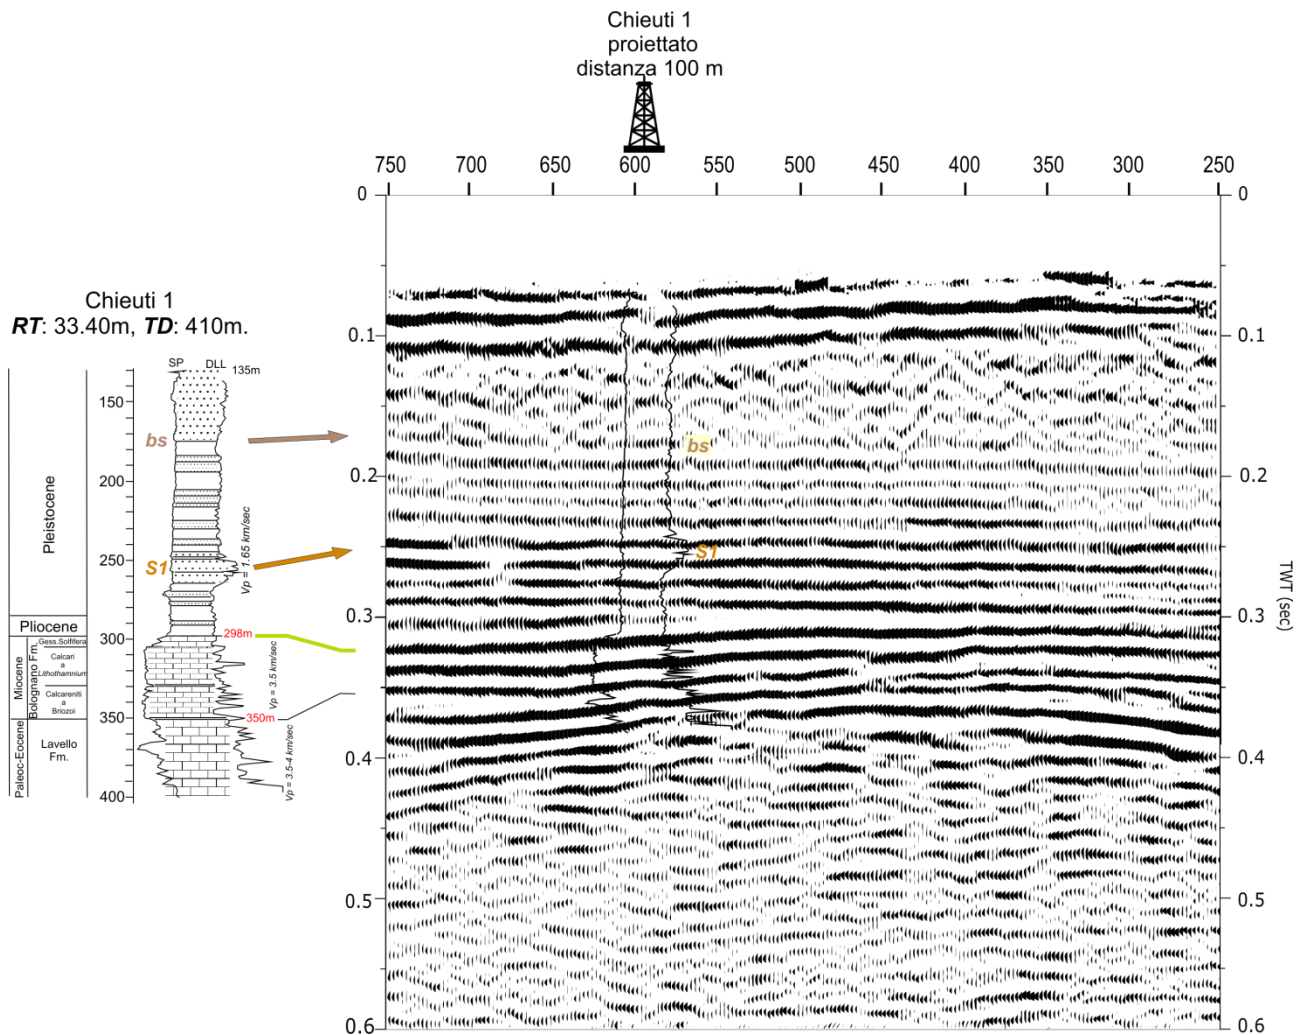 Chieuti 1
proiettato
distanza 100 m
750 700 650 600 550 500 450 400 350 300 250
0 0
0.1 0.1
0.2 0.2
0.3 0.3
0.4 0.4
0.5 0.5
0.6 0.6
TWT (sec)
bs
S1
Chieuti 1
RT: 33.40m, TD: 410m.
SP DLL 135m
150
bs
200
250
S1
Vp = 1.65 km/sec
Pleistocene
Pliocene
300
298m
Gess.Solfifera
Miocene
Bolognano Fm.
Calcari
a
Lithothamnium
Vp = 3.5 km/sec
Calcareniti
a
Briozoi
350
350m
Paleoc-Eocene
Lavello
Fm.
Vp = 3.5-4 km/sec
400